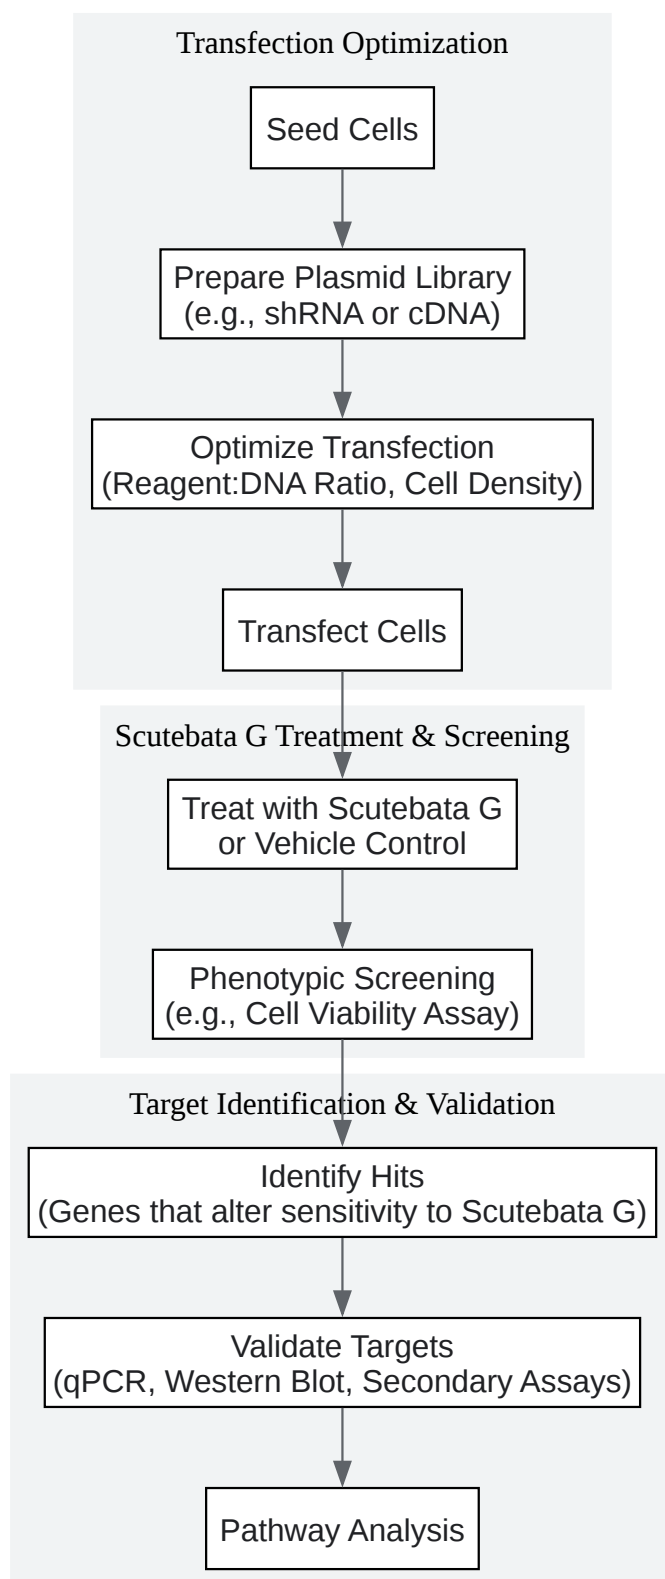 Transfection Optimization
Seed Cells
Prepare Plasmid Library
(e.g., shRNA or cDNA)
Optimize Transfection
(Reagent:DNA Ratio, Cell Density)
Transfect Cells
Scutebata G Treatment & Screening
Treat with Scutebata G
or Vehicle Control
Phenotypic Screening
(e.g., Cell Viability Assay)
Target Identification & Validation
Identify Hits
(Genes that alter sensitivity to Scutebata G)
Validate Targets
(qPCR, Western Blot, Secondary Assays)
Pathway Analysis